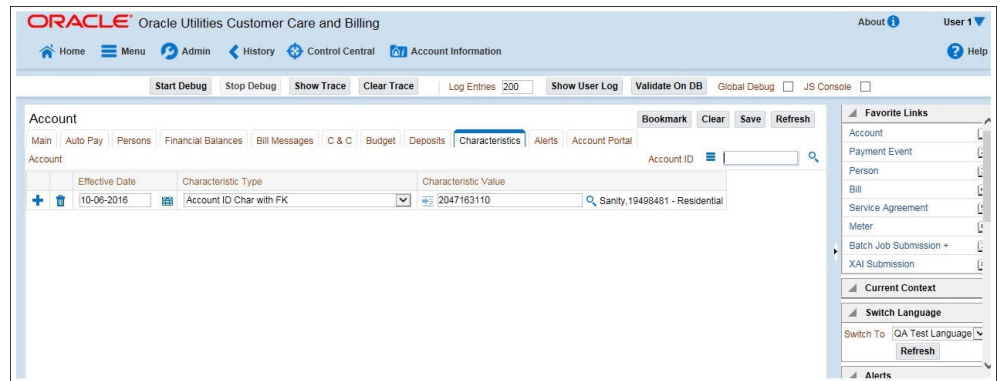 ORACLE® Oracle Utilities Customer Care and Billing About User 1
Home Menu Admin History Control Central Account Information Help
Start Debug Stop Debug Show Trace Clear Trace Log Entries 200 Show User Log Validate On DB Global Debug JS Console
Account Bookmark Clear Save Refresh
Main Auto Pay Persons Financial Balances Bill Messages C & C Budget Deposits Characteristics Alerts Account Portal
Account Account ID
Effective Date Characteristic Type Characteristic Value
10-06-2016 Account ID Char with FK 2047163110 Sanity,19498481 - Residential
Favorite Links
Account
Payment Event
Person
Bill
Service Agreement
Meter
Batch Job Submission +
XAI Submission
Current Context
Switch Language
Switch To QA Test Language
Refresh
Alerts